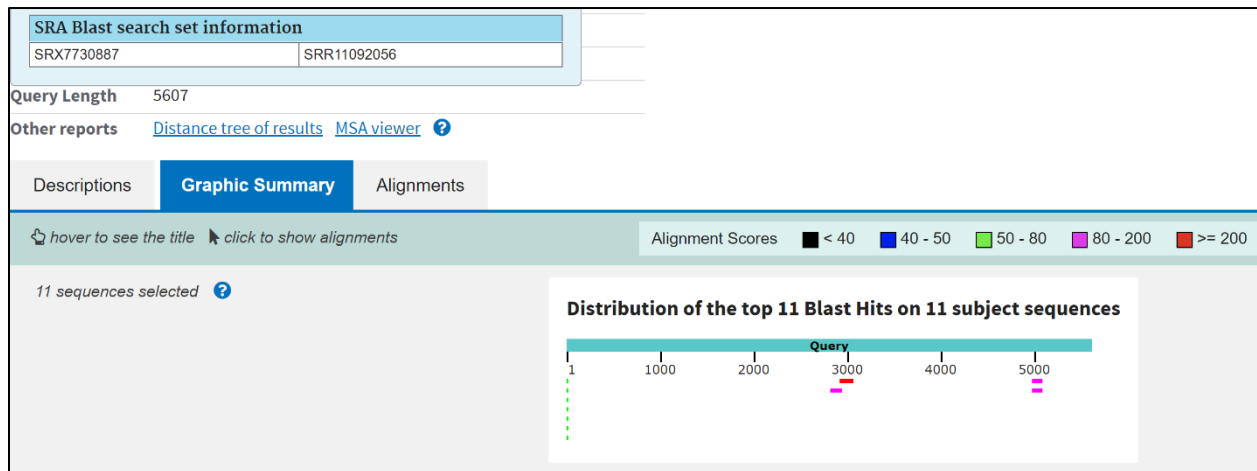 SRA Blast search set information
SRX7730887 SRR11092056
Query Length 5607
Other reports Distance tree of results MSA viewer ?
Descriptions Graphic Summary Alignments
hover to see the title click to show alignments Alignment Scores < 40 40 - 50 50 - 80 80 - 200 >= 200
11 sequences selected ?
Distribution of the top 11 Blast Hits on 11 subject sequences
Query
1 1000 2000 3000 4000 5000